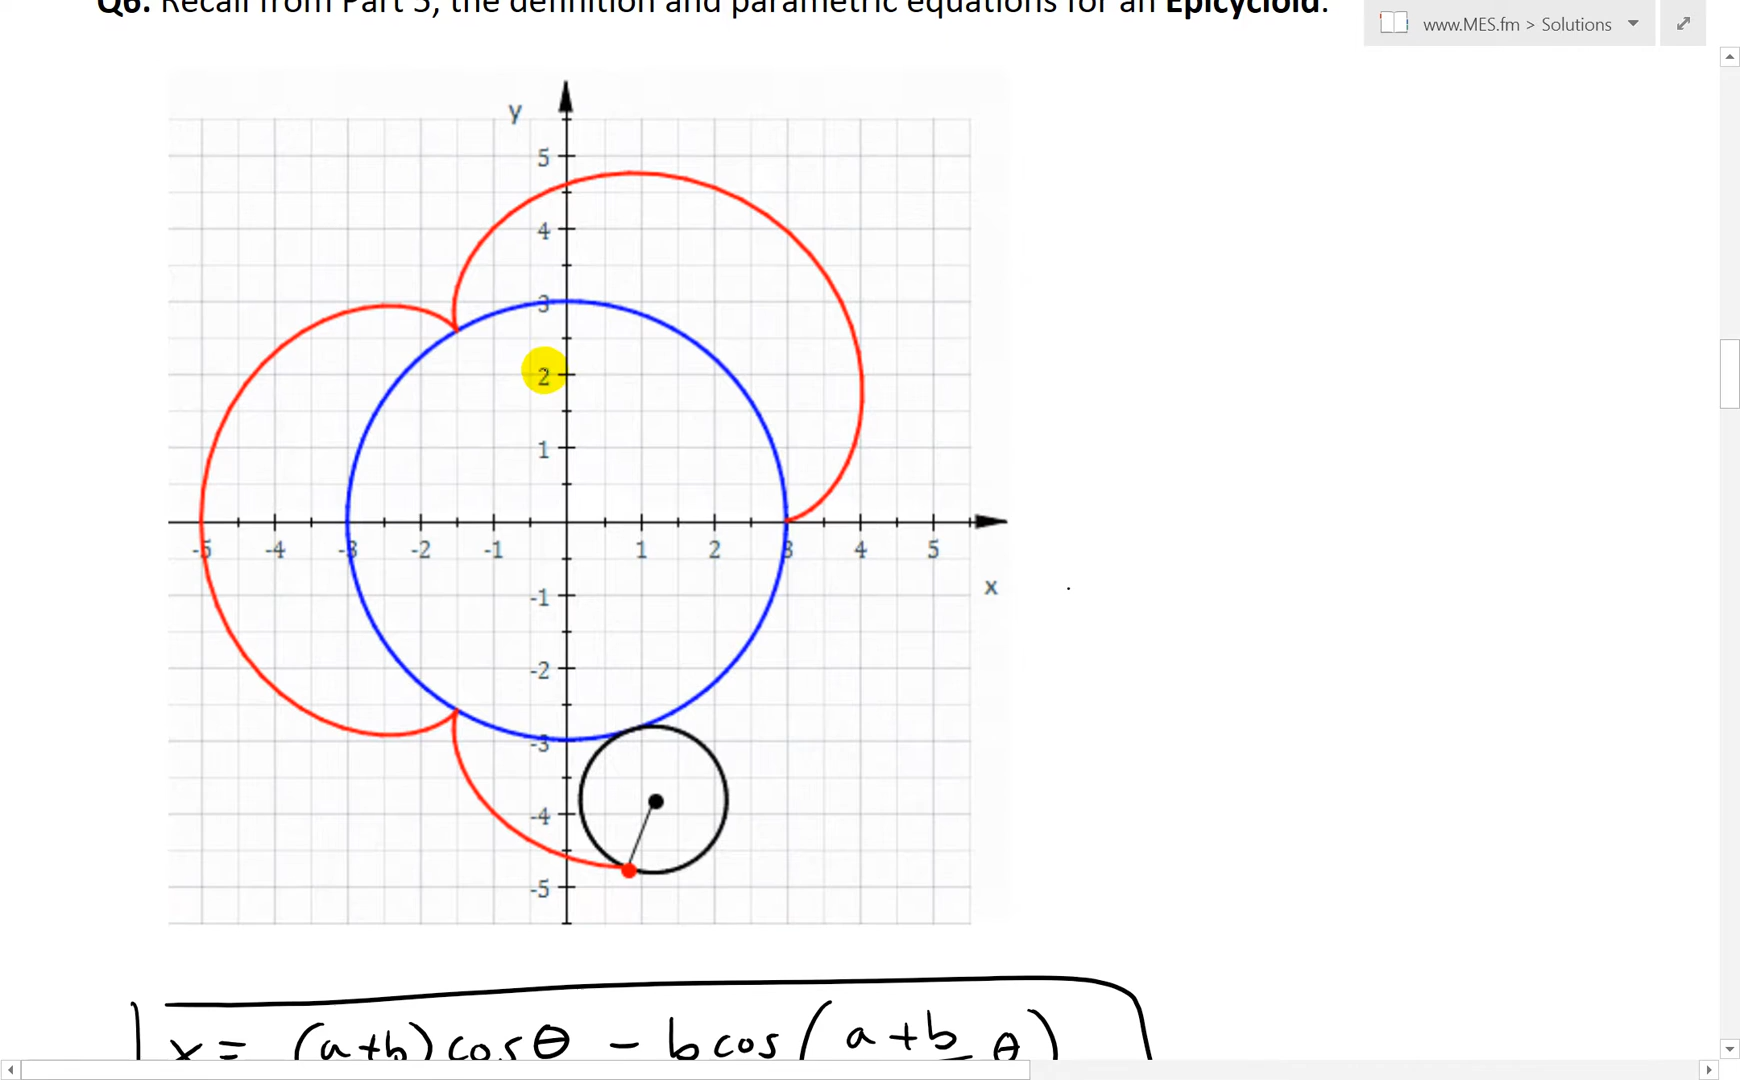 Q6. Recall from Part 5, the definition and parametric equations for an Epicycloid.
www.MES.fm > Solutions
y
5
4
3
2
1
-5 -4 -3 -2 -1 1 2 3 4 5
x
-1
-2
-3
-4
-5
x = (a+b) cos θ - b cos ( a+b θ )